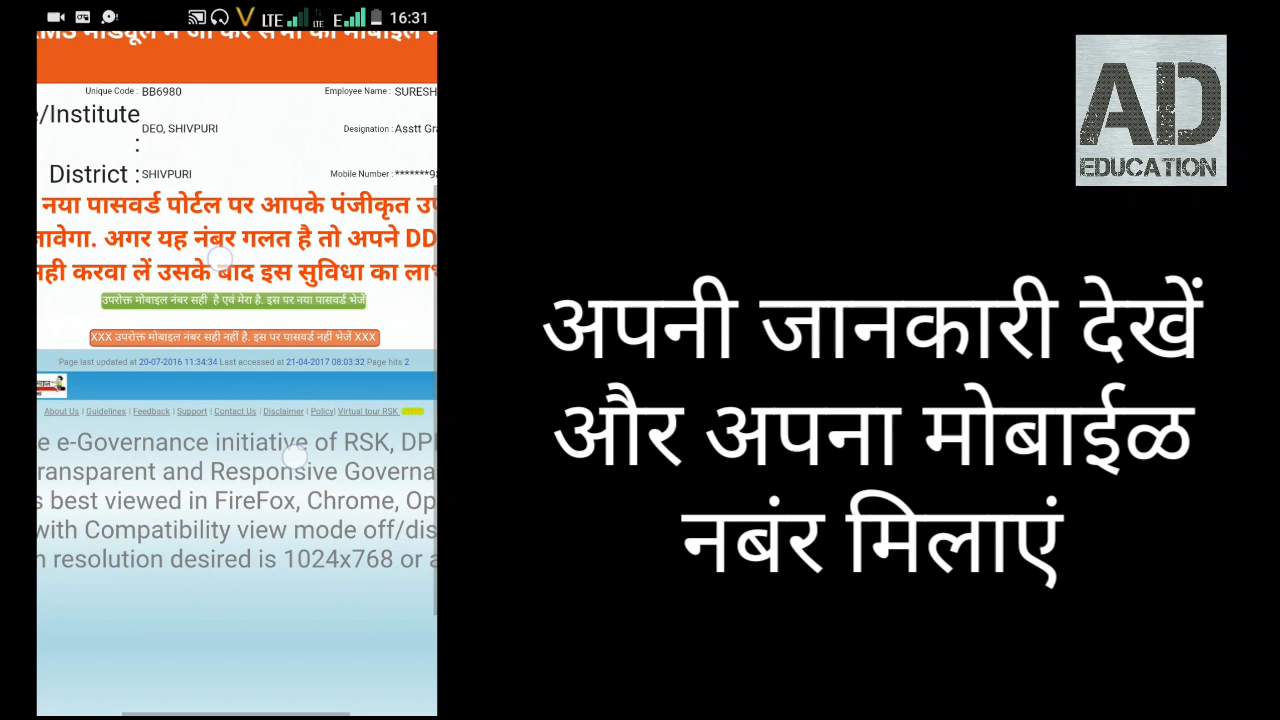 LTE LTE E 16:31
Unique Code : BB6980 Employee Name : SURESH
e/Institute : DEO, SHIVPURI Designation : Asstt Gra
District : SHIVPURI Mobile Number : *******98
नया पासवर्ड पोर्टल पर आपके पंजीकृत
जावेगा. अगर यह नंबर गलत है तो अपने DD
सही करवा लें उसके बाद इस सुविधा का
उपरोक्त मोबाइल नंबर सही है एवं मेरा है. इस पर नया पासवर्ड भेजें
XXX उपरोक्त मोबाइल नंबर सही नहीं है. इस पर पासवर्ड नहीं भेजें XXX
Page last updated at 20-07-2016 11:34:34 Last accessed at 21-04-2017 08:03:32 Page hits 2
About Us | Guidelines | Feedback | Support | Contact Us | Disclaimer | Policy| Virtual tour RSK
e e-Governance initiative of RSK, DPI
ransparent and Responsive Governa
s best viewed in FireFox, Chrome, Op
with Compatibility view mode off/dis
n resolution desired is 1024x768 or a
AD
EDUCATION
अपनी जानकारी देखें
और अपना मोबाईळ
नबंर मिलाएं